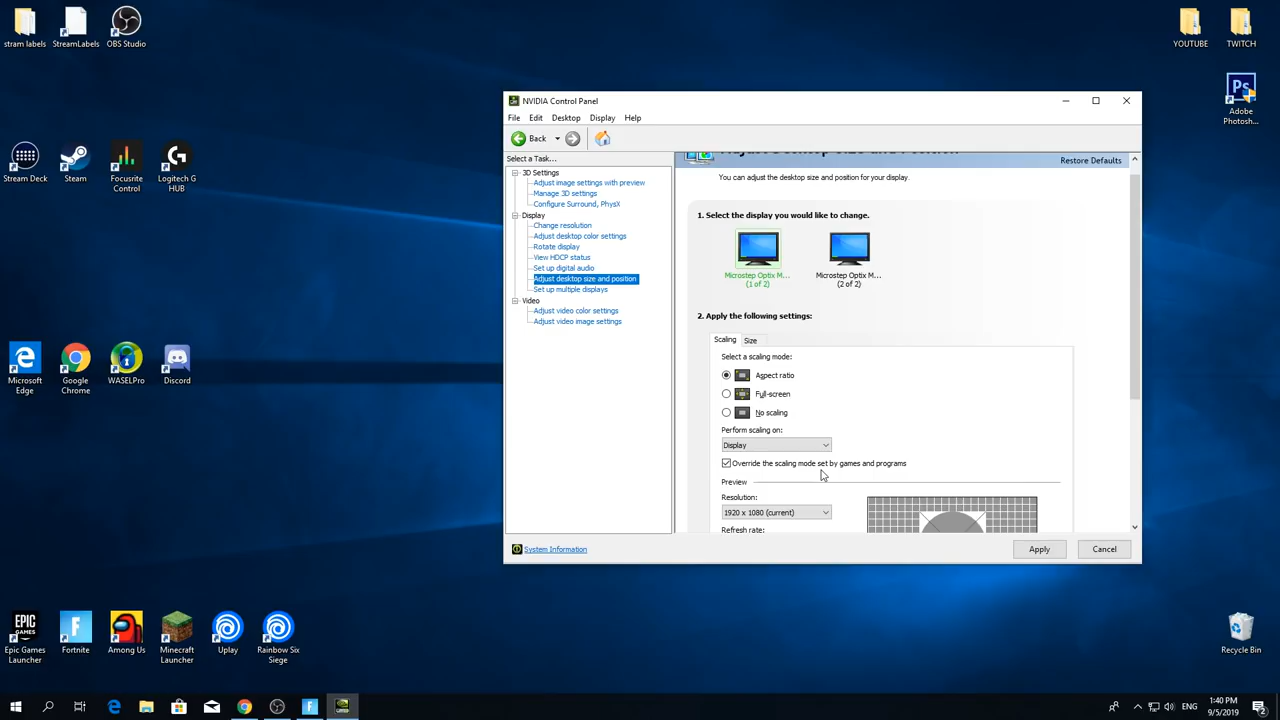 stram labels
StreamLabels
OBS Studio
YOUTUBE
TWITCH
Ps
Adobe
Photosh...
Stream Deck
Steam
Focusrite
Control
Logitech G
HUB
NVIDIA Control Panel
File
Edit
Desktop
Display
Help
Back
Select a Task...
3D Settings
Adjust image settings with preview
Manage 3D settings
Configure Surround, PhysX
Display
Change resolution
Adjust desktop color settings
Rotate display
View HDCP status
Set up digital audio
Adjust desktop size and position
Set up multiple displays
Video
Adjust video color settings
Adjust video image settings
System Information
Adjust Desktop Size and Position
Restore Defaults
You can adjust the desktop size and position for your display.
1. Select the display you would like to change.
Microstep Optix M...
(1 of 2)
Microstep Optix M...
(2 of 2)
2. Apply the following settings:
Scaling
Size
Select a scaling mode:
Aspect ratio
Full-screen
No scaling
Perform scaling on:
Display
Override the scaling mode set by games and programs
Preview
Resolution:
1920 x 1080 (current)
Refresh rate:
Apply
Cancel
Microsoft
Edge
Google
Chrome
WASELPro
Discord
EPIC
GAMES
Epic Games
Launcher
Fortnite
Among Us
Minecraft
Launcher
Uplay
Rainbow Six
Siege
Recycle Bin
ENG
1:40 PM
9/5/2019
2